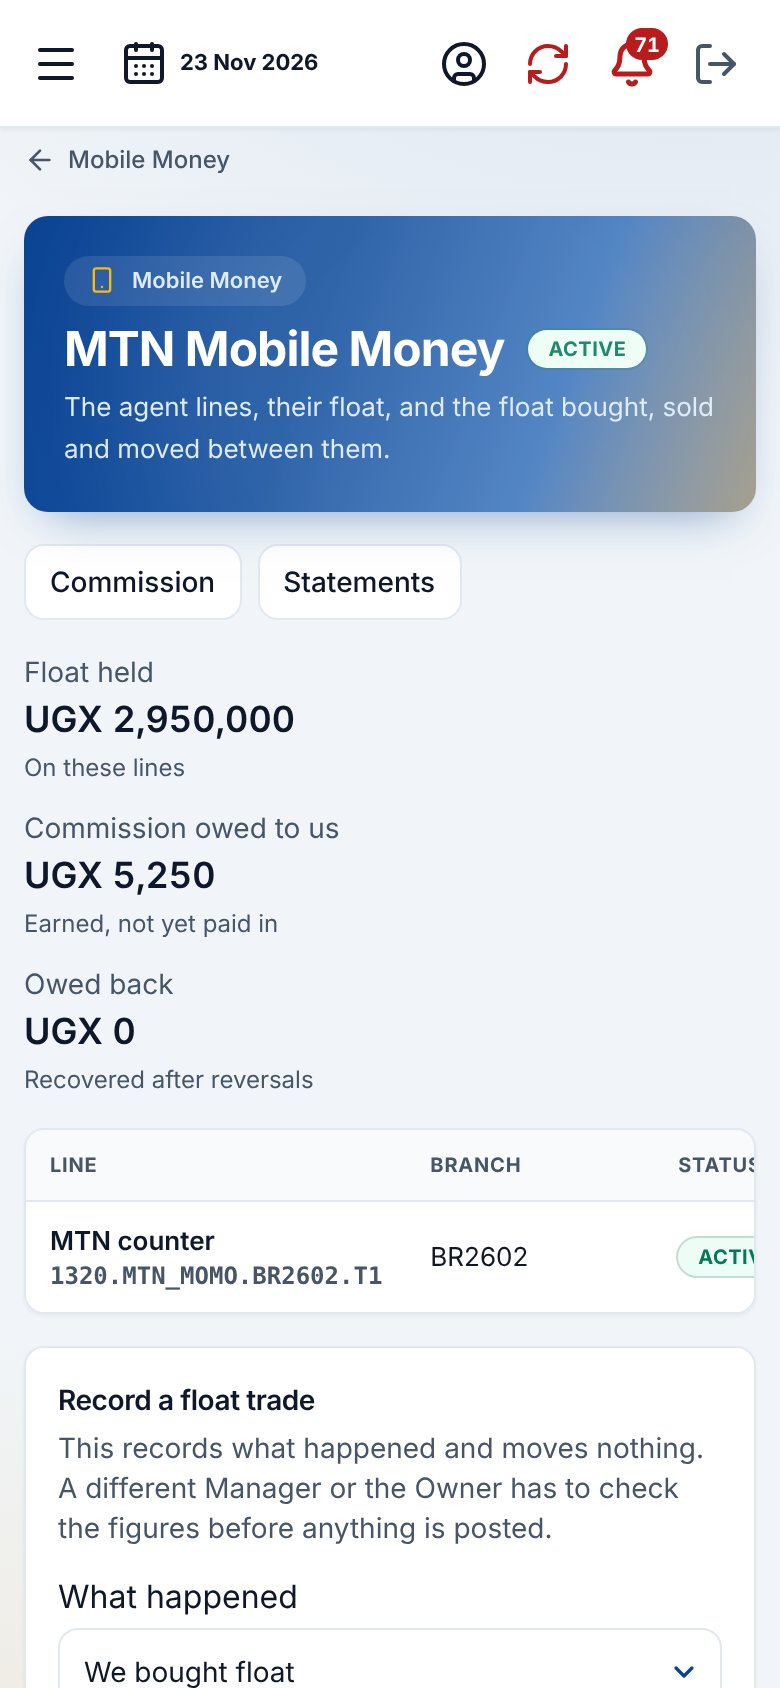 23 Nov 2026
71
Mobile Money
Mobile Money
MTN Mobile Money ACTIVE
The agent lines, their float, and the float bought, sold
and moved between them.
Commission Statements
Float held
UGX 2,950,000
On these lines
Commission owed to us
UGX 5,250
Earned, not yet paid in
Owed back
UGX 0
Recovered after reversals
LINE BRANCH STATUS
MTN counter
1320.MTN_MOMO.BR2602.T1
BR2602
ACTIV
Record a float trade
This records what happened and moves nothing.
A different Manager or the Owner has to check
the figures before anything is posted.
What happened
We bought float